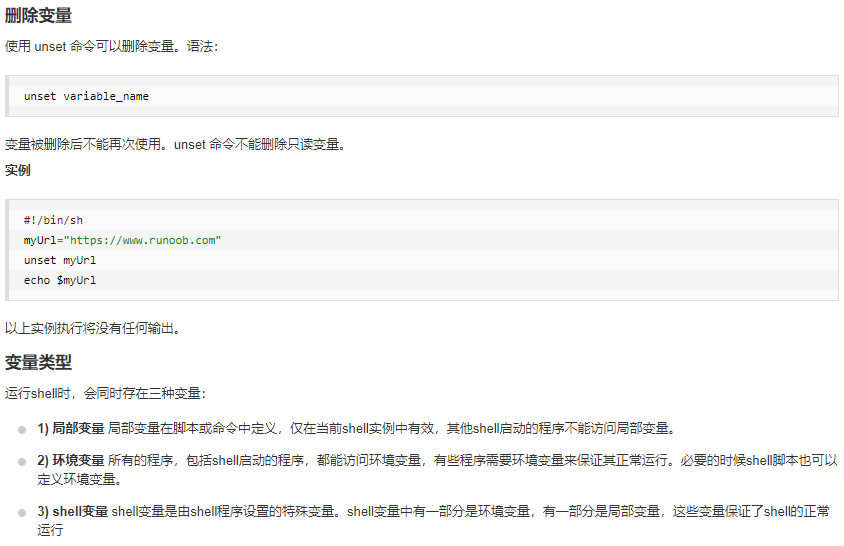 删除变量
使用 unset 命令可以删除变量。语法：
unset variable_name
变量被删除后不能再次使用。unset 命令不能删除只读变量。
实例
#!/bin/sh
myUrl="https://www.runoob.com"
unset myUrl
echo $myUrl
以上实例执行将没有任何输出。
变量类型
运行shell时，会同时存在三种变量：
1) 局部变量 局部变量在脚本或命令中定义，仅在当前shell实例中有效，其他shell启动的程序不能访问局部变量。
2) 环境变量 所有的程序，包括shell启动的程序，都能访问环境变量，有些程序需要环境变量来保证其正常运行。必要的时候shell脚本也可以
定义环境变量。
3) shell变量 shell变量是由shell程序设置的特殊变量。shell变量中有一部分是环境变量，有一部分是局部变量，这些变量保证了shell的正常
运行